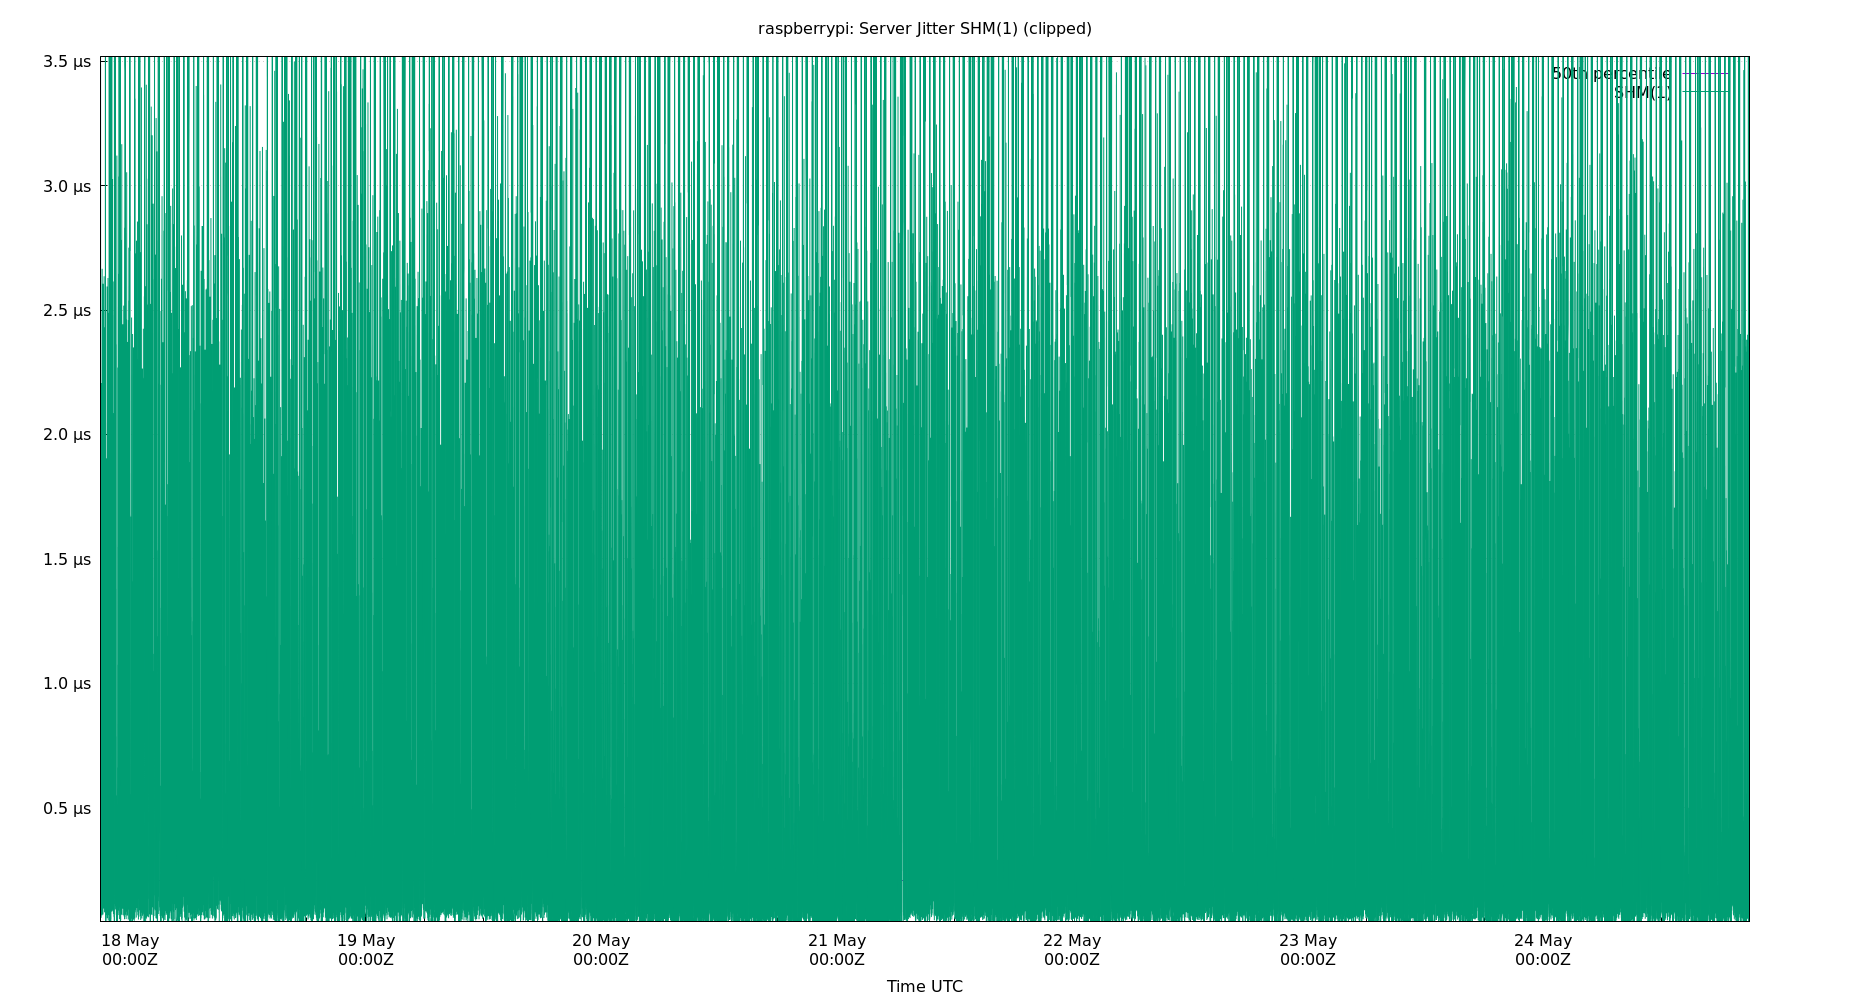 raspberrypi: Server Jitter SHM(1) (clipped)
3.5 µs
50th percentile
SHM(1)
3.0 µs
2.5 µs
2.0 µs
1.5 µs
1.0 µs
0.5 µs
18 May 19 May 20 May 21 May 22 May 23 May 24 May
00:00Z 00:00Z 00:00Z 00:00Z 00:00Z 00:00Z 00:00Z
Time UTC